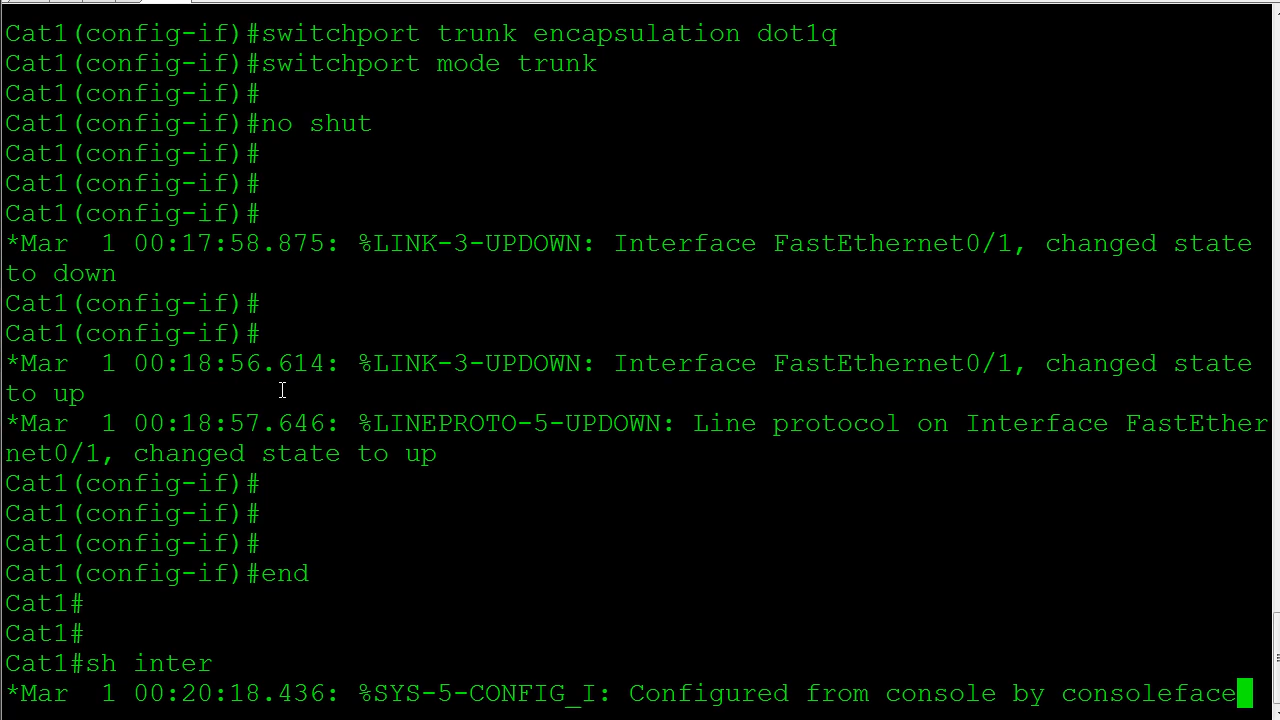 Cat1(config-if)#switchport trunk encapsulation dot1q
Cat1(config-if)#switchport mode trunk
Cat1(config-if)#
Cat1(config-if)#no shut
Cat1(config-if)#
Cat1(config-if)#
Cat1(config-if)#
*Mar  1 00:17:58.875: %LINK-3-UPDOWN: Interface FastEthernet0/1, changed state
to down
Cat1(config-if)#
Cat1(config-if)#
*Mar  1 00:18:56.614: %LINK-3-UPDOWN: Interface FastEthernet0/1, changed state
to up
*Mar  1 00:18:57.646: %LINEPROTO-5-UPDOWN: Line protocol on Interface FastEther
net0/1, changed state to up
Cat1(config-if)#
Cat1(config-if)#
Cat1(config-if)#
Cat1(config-if)#end
Cat1#
Cat1#
Cat1#sh inter
*Mar  1 00:20:18.436: %SYS-5-CONFIG_I: Configured from console by consoleface